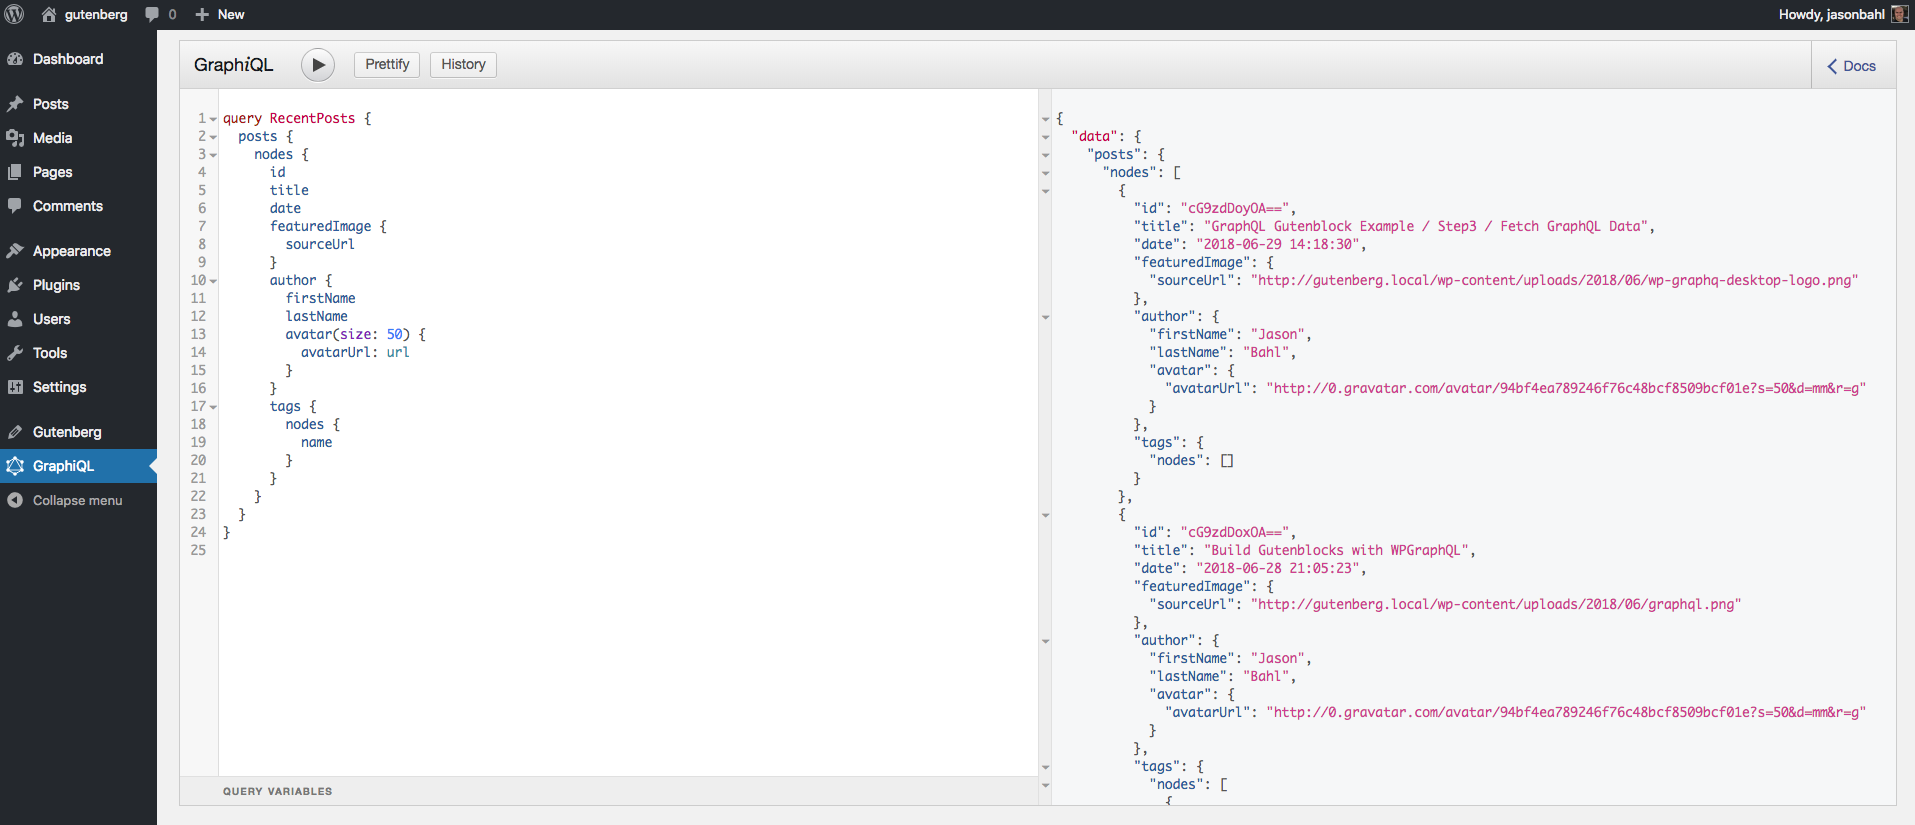 gutenberg 0 New Howdy, jasonbahl
Dashboard
Posts
Media
Pages
Comments
Appearance
Plugins
Users
Tools
Settings
Gutenberg
GraphiQL
Collapse menu
GraphiQL Prettify History Docs
1 query RecentPosts {
2 posts {
3 nodes {
4 id
5 title
6 date
7 featuredImage {
8 sourceUrl
9 }
10 author {
11 firstName
12 lastName
13 avatar(size: 50) {
14 avatarUrl: url
15 }
16 }
17 tags {
18 nodes {
19 name
20 }
21 }
22 }
23 }
24 }
25
QUERY VARIABLES
{
"data": {
"posts": {
"nodes": [
{
"id": "cG9zdDoyOA==",
"title": "GraphQL Gutenblock Example / Step3 / Fetch GraphQL Data",
"date": "2018-06-29 14:18:30",
"featuredImage": {
"sourceUrl": "http://gutenberg.local/wp-content/uploads/2018/06/wp-graphq-desktop-logo.png"
},
"author": {
"firstName": "Jason",
"lastName": "Bahl",
"avatar": {
"avatarUrl": "http://0.gravatar.com/avatar/94bf4ea789246f76c48bcf8509bcf01e?s=50&d=mm&r=g"
}
},
"tags": {
"nodes": []
}
},
{
"id": "cG9zdDoxOA==",
"title": "Build Gutenblocks with WPGraphQL",
"date": "2018-06-28 21:05:23",
"featuredImage": {
"sourceUrl": "http://gutenberg.local/wp-content/uploads/2018/06/graphql.png"
},
"author": {
"firstName": "Jason",
"lastName": "Bahl",
"avatar": {
"avatarUrl": "http://0.gravatar.com/avatar/94bf4ea789246f76c48bcf8509bcf01e?s=50&d=mm&r=g"
}
},
"tags": {
"nodes": [
{